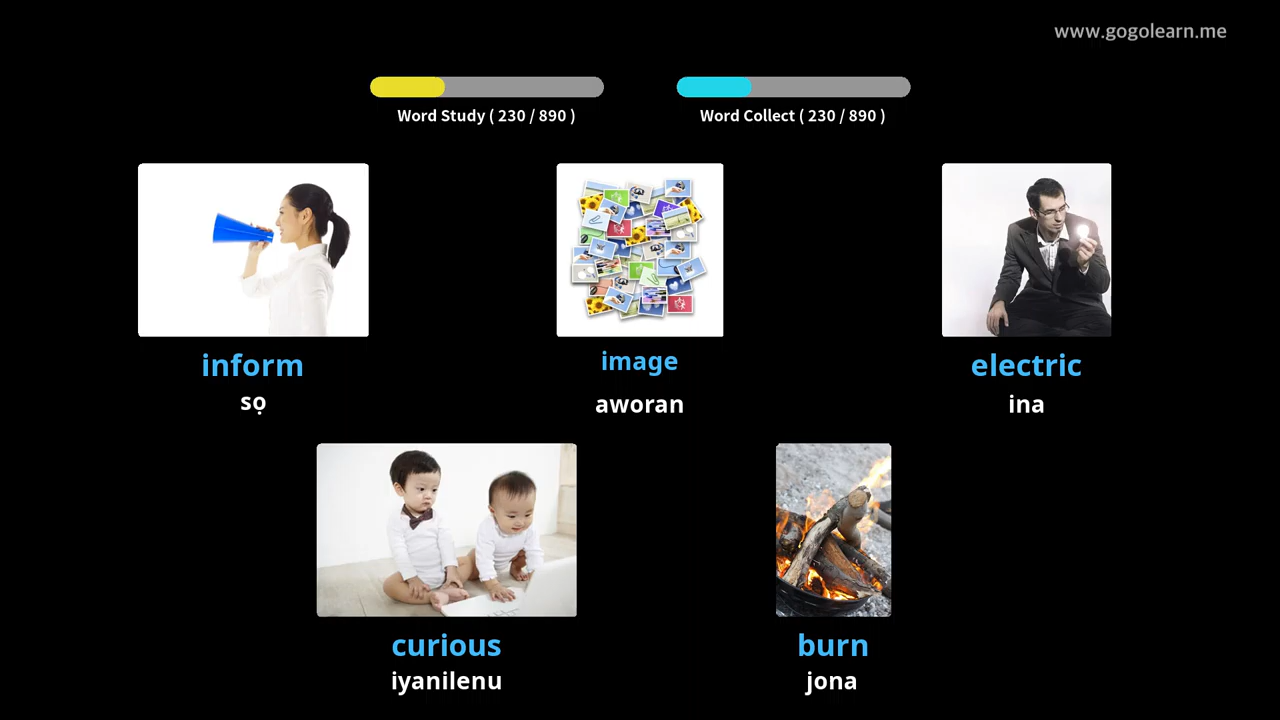 www.gogolearn.me
Word Study ( 230 / 890 )
Word Collect ( 230 / 890 )
inform
sọ
image
aworan
electric
ina
curious
iyanilenu
burn
jona